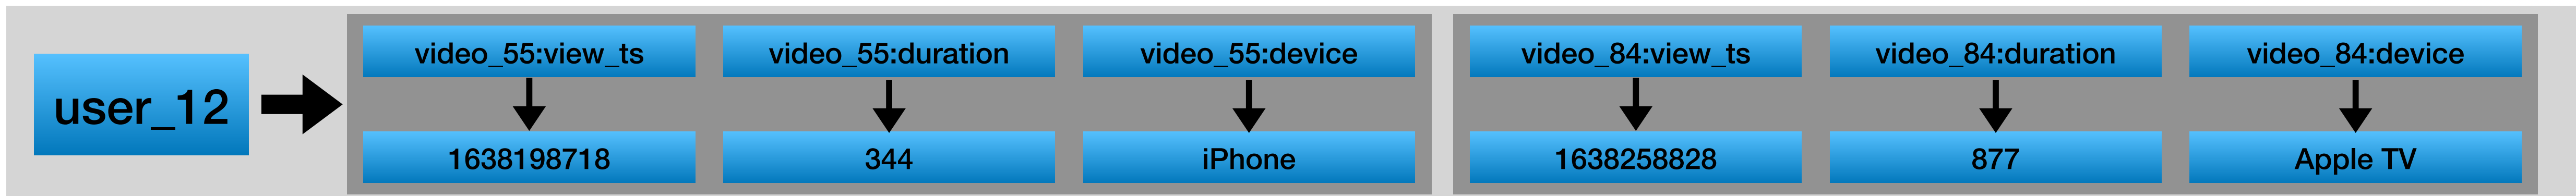 user_12
video_55:view_ts
video_55:duration
video_55:device
video_84:view_ts
video_84:duration
video_84:device
1638198718
344
iPhone
1638258828
877
Apple TV